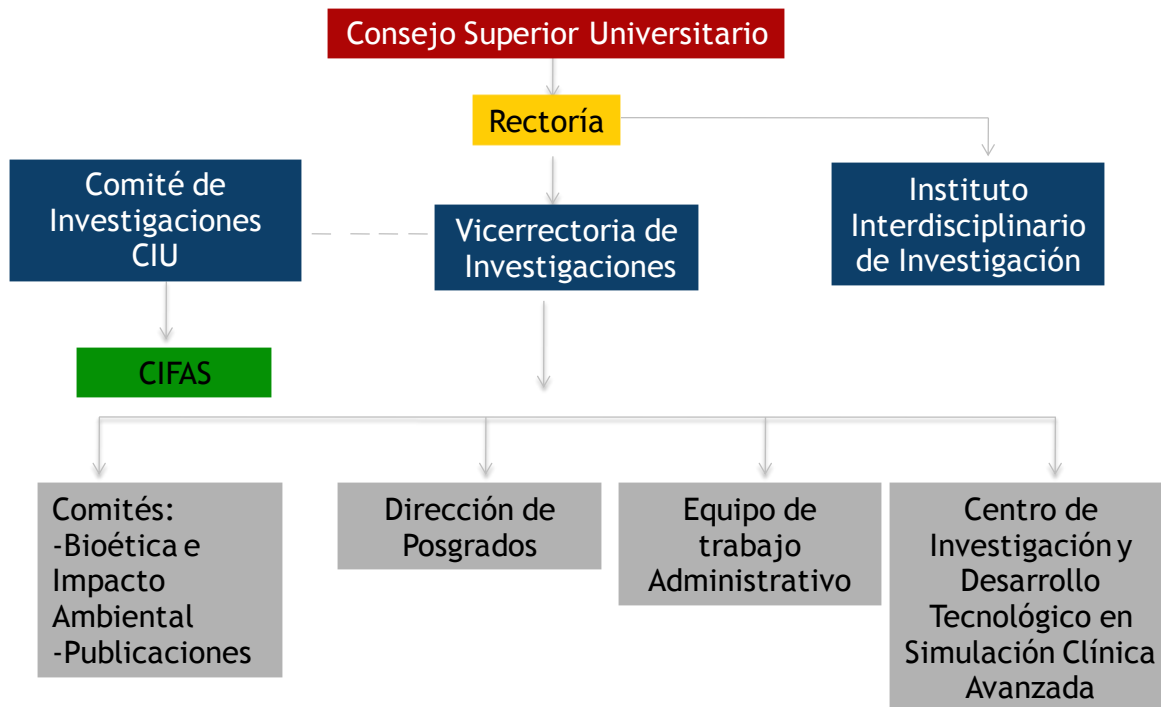 Consejo Superior Universitario
Rectoría
Comité de
Investigaciones
CIU
Vicerrectoria de
Investigaciones
Instituto
Interdisciplinario
de Investigación
CIFAS
Comités:
-Bioética e
Impacto
Ambiental
-Publicaciones
Dirección de
Posgrados
Equipo de
trabajo
Administrativo
Centro de
Investigación y
Desarrollo
Tecnológico en
Simulación Clínica
Avanzada